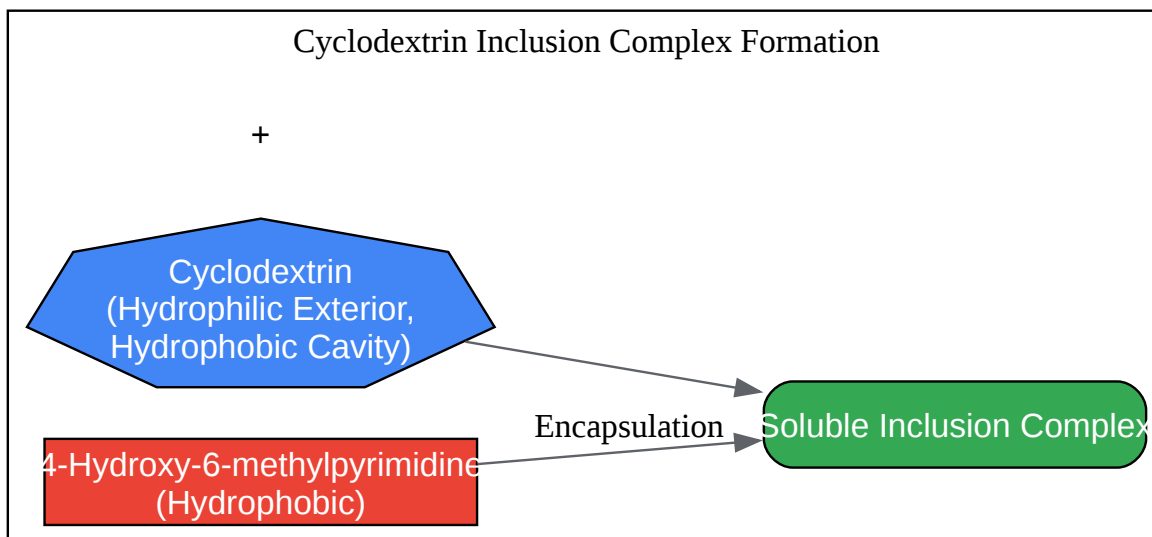 Cyclodextrin Inclusion Complex Formation
+
Cyclodextrin
(Hydrophilic Exterior,
Hydrophobic Cavity)
4-Hydroxy-6-methylpyrimidine
(Hydrophobic)
Encapsulation
Soluble Inclusion Complex